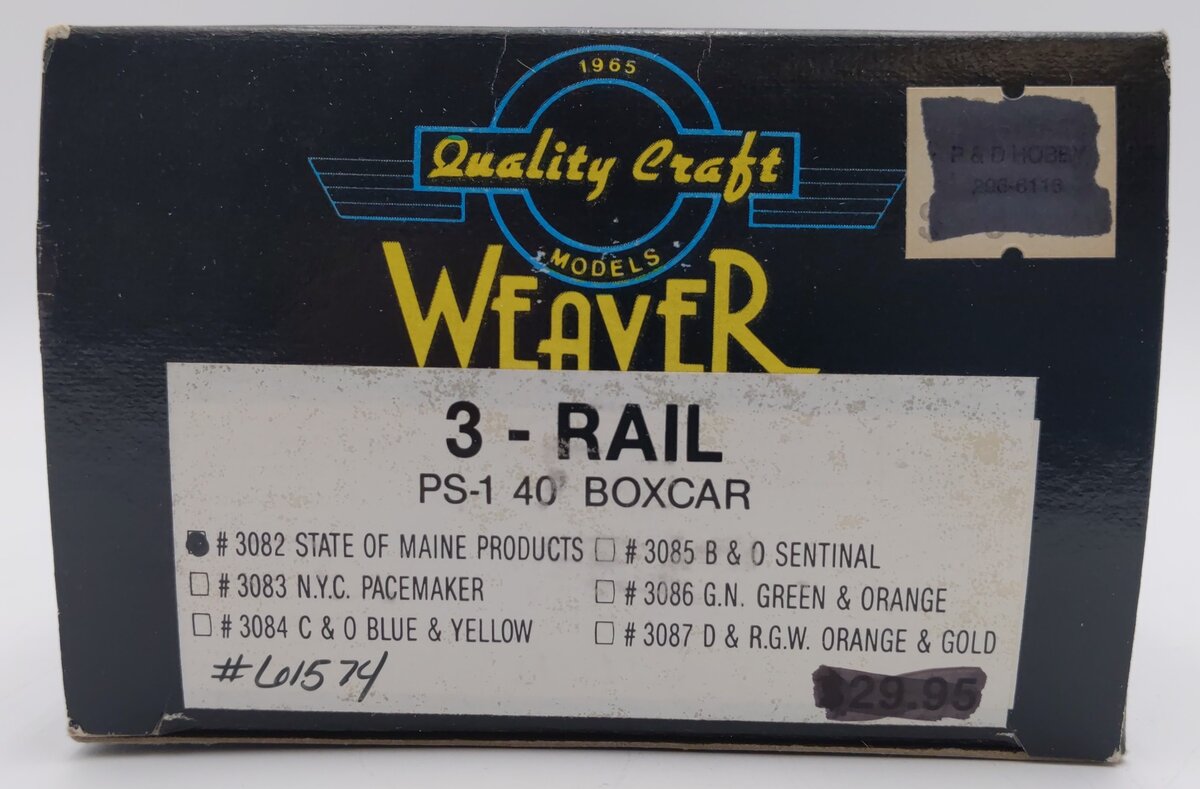 1965
Quality Craft
MODELS
WEAVER
P & D HOBBY
3 - RAIL
PS-1 40' BOXCAR
# 3082 STATE OF MAINE PRODUCTS
# 3083 N.Y.C. PACEMAKER
# 3084 C & O BLUE & YELLOW
# 3085 B & O SENTINAL
# 3086 G.N. GREEN & ORANGE
# 3087 D & R.G.W. ORANGE & GOLD
#61574
$29.95